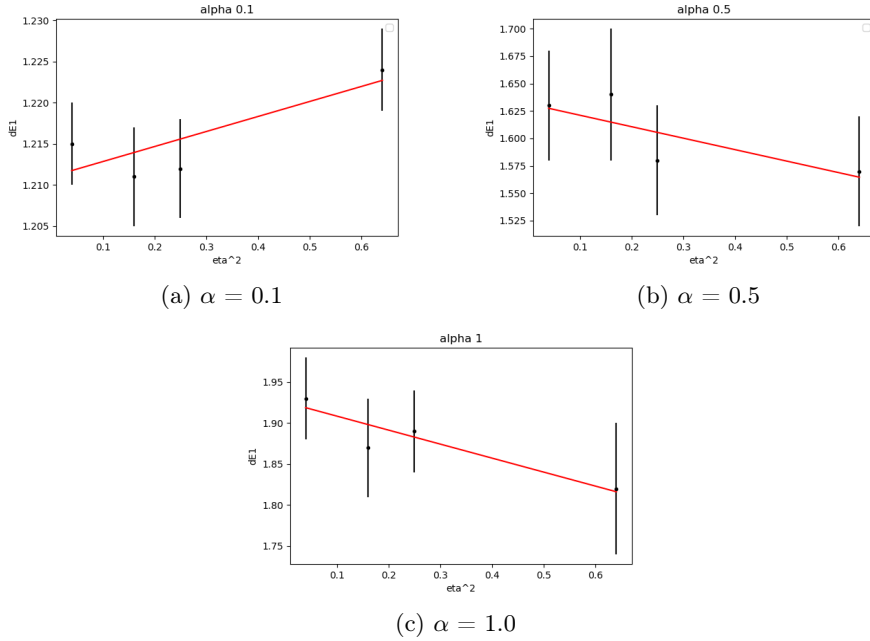 alpha 0.1
1.230
1.225
1.220
1.215
1.210
1.205
dE1
0.1 0.2 0.3 0.4 0.5 0.6
eta^2
(a) α = 0.1
alpha 0.5
1.700
1.675
1.650
1.625
1.600
1.575
1.550
1.525
dE1
0.1 0.2 0.3 0.4 0.5 0.6
eta^2
(b) α = 0.5
alpha 1
1.95
1.90
1.85
1.80
1.75
dE1
0.1 0.2 0.3 0.4 0.5 0.6
eta^2
(c) α = 1.0